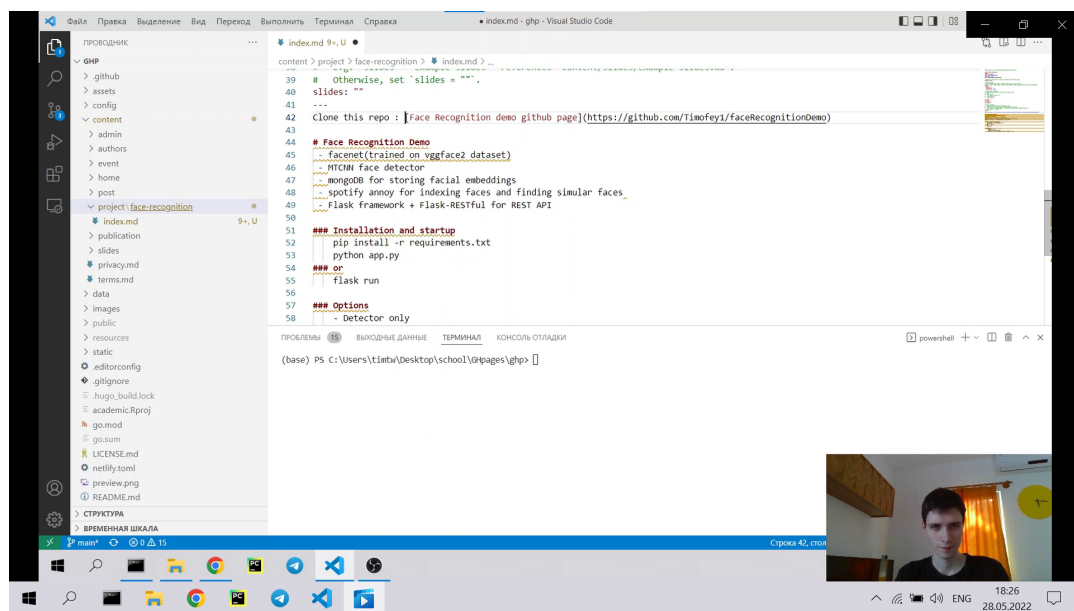 Файл Правка Выделение Вид Переход Выполнить Терминал Справка
● index.md - ghp - Visual Studio Code
ПРОВОДНИК ...
index.md 9+, U ●
GHP
content > project > face-recognition > index.md > ...
> .github
> assets
> config
content
> admin
> authors
> event
> home
> post
project \ face-recognition
index.md 9+, U
> publication
> slides
privacy.md
terms.md
> data
> images
> public
> resources
> static
.editorconfig
.gitignore
.hugo_build.lock
academic.Rproj
go.mod
go.sum
LICENSE.md
netlify.toml
preview.png
README.md
> СТРУКТУРА
> ВРЕМЕННАЯ ШКАЛА
39 # Otherwise, set `slides = ""`.
40 slides: ""
41 ---
42 Clone this repo : [Face Recognition demo github page](https://github.com/Timofey1/faceRecognitionDemo)
43
44 # Face Recognition Demo
45 - facenet(trained on vggface2 dataset)
46 - MTCNN face detector
47 - mongoDB for storing facial embeddings
48 - spotify annoy for indexing faces and finding simular faces
49 - Flask framework + Flask-RESTful for REST API
50
51 ### Installation and startup
52 pip install -r requirements.txt
53 python app.py
54 ### or
55 flask run
56
57 ### Options
58 - Detector only
ПРОБЛЕМЫ 15 ВЫХОДНЫЕ ДАННЫЕ ТЕРМИНАЛ КОНСОЛЬ ОТЛАДКИ
powershell
(base) PS C:\Users\timtw\Desktop\school\GHpages\ghp>
main* 0 15
Строка 42, стол
PC
PC
ENG
18:26
28.05.2022